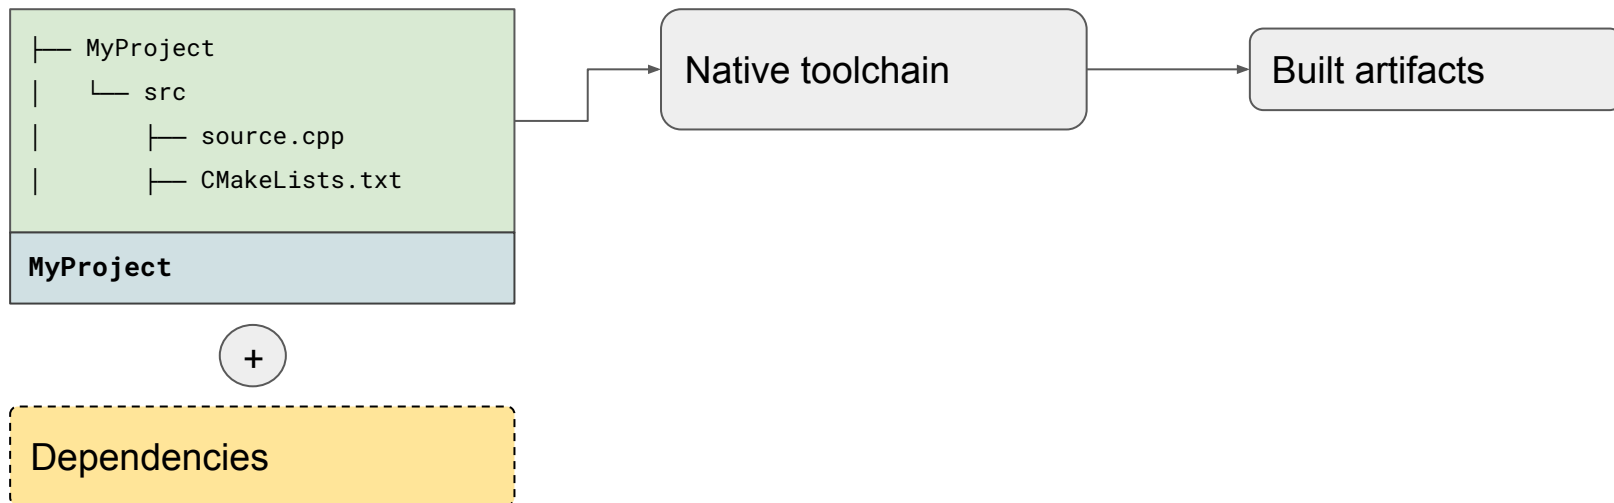 ├── MyProject
│   └── src
│       ├── source.cpp
│       ├── CMakeLists.txt
MyProject
+
Dependencies
Native toolchain
Built artifacts